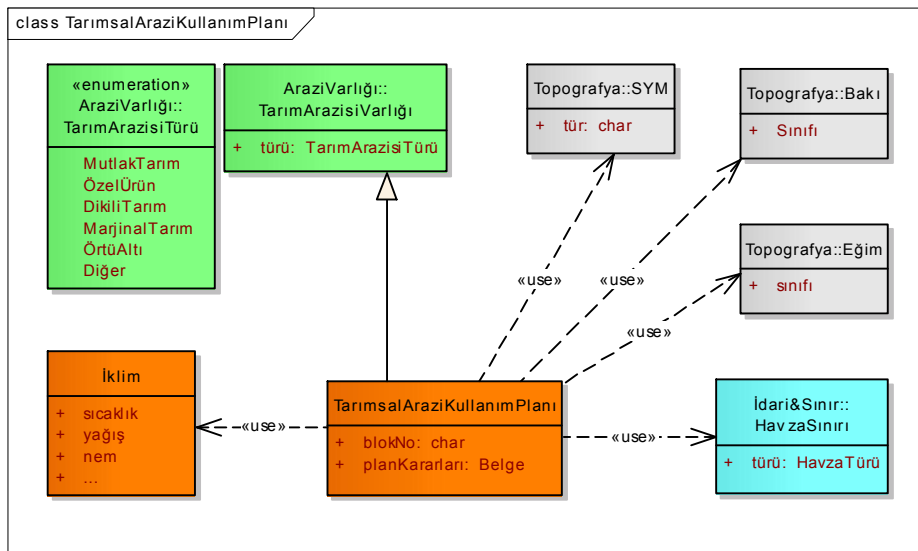 class TarımsalAraziKullanımPlanı
«enumeration»
AraziVarlığı::
TarımArazisiTürü
MutlakTarım
ÖzelÜrün
DikiliTarım
MarjinalTarım
ÖrtüAltı
Diğer
AraziVarlığı::
TarımArazisiVarlığı
+ türü: TarımArazisiTürü
Topografya::SYM
+ tür: char
Topografya::Bakı
+ Sınıfı
Topografya::Eğim
+ sınıfı
«use»
«use»
«use»
İklim
+ sıcaklık
+ yağış
+ nem
+ ...
«use»
TarımsalAraziKullanımPlanı
+ blokNo: char
+ planKararları: Belge
«use»
İdari&Sınır::
HavzaSınırı
+ türü: HavzaTürü